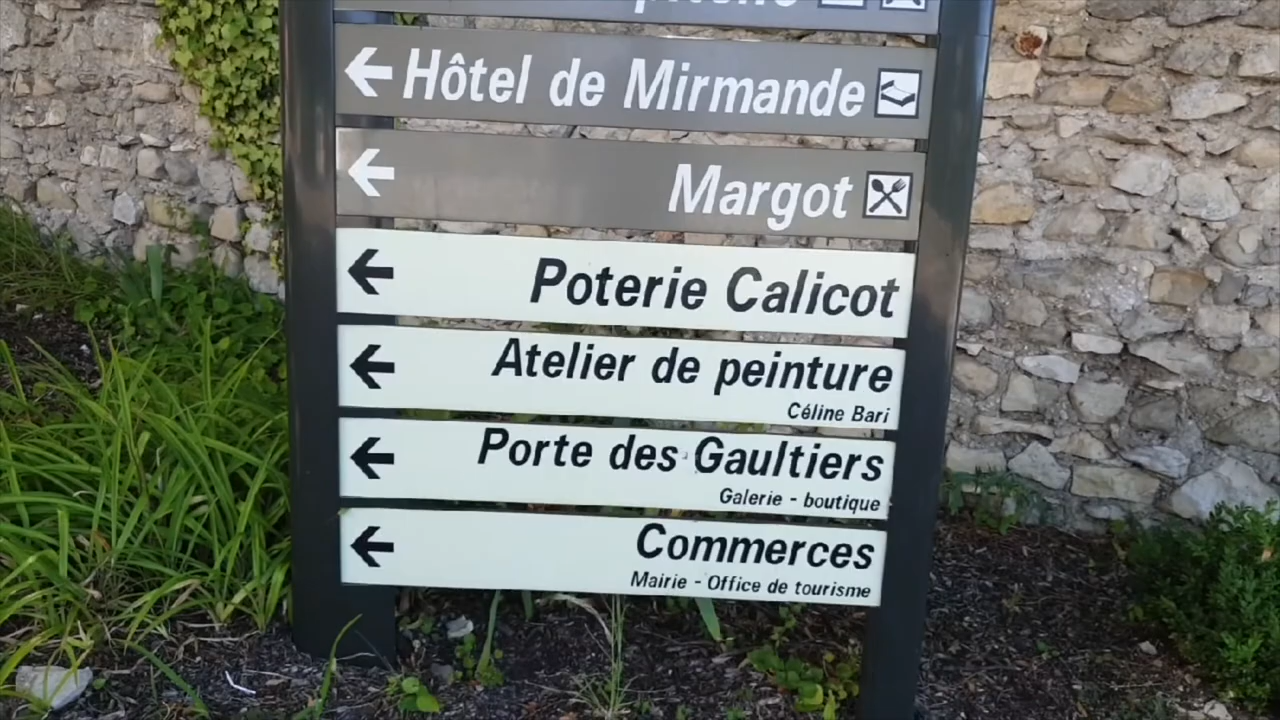 Hôtel de Mirmande
Margot
Poterie Calicot
Atelier de peinture
Céline Bari
Porte des Gaultiers
Galerie - boutique
Commerces
Mairie - Office de tourisme